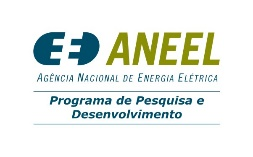 ANEEL
AGÊNCIA NACIONAL DE ENERGIA ELÉTRICA
Programa de Pesquisa e
Desenvolvimento